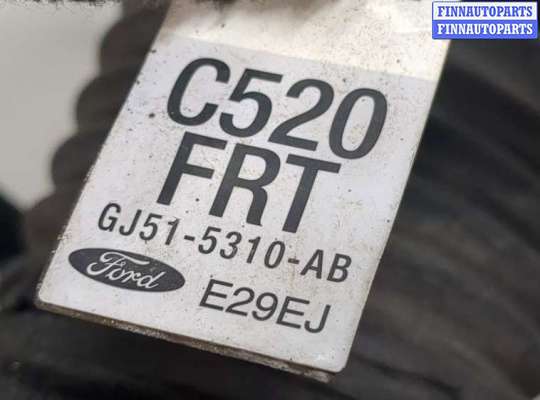 FINNAUTOPARTS
FINNAUTOPARTS
C520
FRT
GJ51-5310-AB
Ford
E29EJ